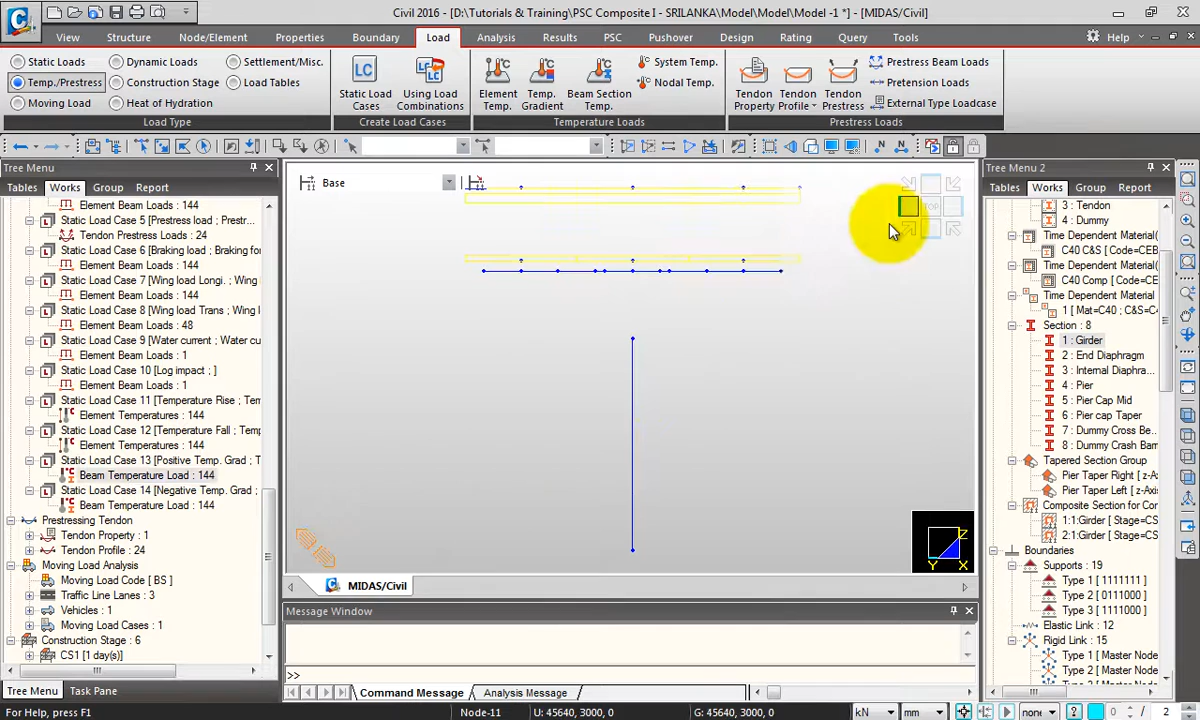 Civil 2016 - [D:\Tutorials & Training\PSC Composite I - SRILANKA\Model\Model\Model -1 *] - [MIDAS/Civil]
View Structure Node/Element Properties Boundary Load Analysis Results PSC Pushover Design Rating Query Tools Help
Static Loads Dynamic Loads Settlement/Misc.
Temp./Prestress Construction Stage Load Tables
Moving Load Heat of Hydration
Load Type
Static Load Cases
Using Load Combinations
Create Load Cases
Element Temp.
Temp. Gradient
Beam Section Temp.
System Temp.
Nodal Temp.
Temperature Loads
Tendon Property
Tendon Profile
Tendon Prestress
Prestress Beam Loads
Pretension Loads
External Type Loadcase
Prestress Loads
Tree Menu
Tables Works Group Report
Element Beam Loads : 144
Static Load Case 5 [Prestress load ; Prestr
Tendon Prestress Loads : 24
Static Load Case 6 [Braking load ; Braking fo
Element Beam Loads : 144
Static Load Case 7 [Wing load Longi. ; Wing
Element Beam Loads : 144
Static Load Case 8 [Wing load Trans ; Wing l
Element Beam Loads : 48
Static Load Case 9 [Water current ; Water cu
Element Beam Loads : 1
Static Load Case 10 [Log impact ; ]
Element Beam Loads : 1
Static Load Case 11 [Temperature Rise ; Tem
Element Temperatures : 144
Static Load Case 12 [Temperature Fall ; Temp
Element Temperatures : 144
Static Load Case 13 [Positive Temp. Grad ; T
Beam Temperature Load : 144
Static Load Case 14 [Negative Temp. Grad ;
Beam Temperature Load : 144
Prestressing Tendon
Tendon Property : 1
Tendon Profile : 24
Moving Load Analysis
Moving Load Code [ BS ]
Traffic Line Lanes : 3
Vehicles : 1
Moving Load Cases : 1
Construction Stage : 6
CS1 [1 day(s)]
Tree Menu Task Pane
Base
TOP
Z
Y X
MIDAS/Civil
Message Window
>>
Command Message Analysis Message
Tree Menu 2
Tables Works Group Report
3 : Tendon
4 : Dummy
Time Dependent Material(
C40 C&S [ Code=CEB
Time Dependent Material(
C40 Comp [ Code=CE
Time Dependent Material
1 [ Mat=C40 ; C&S=C4
Section : 8
1 : Girder
2 : End Diaphragm
3 : Internal Diaphra...
4 : Pier
5 : Pier Cap Mid
6 : Pier cap Taper
7 : Dummy Cross Be...
8 : Dummy Crash Barr
Tapered Section Group
Pier Taper Right [ z-Ax
Pier Taper Left [ z-Axis
Composite Section for Con
1:1:Girder [ Stage=CS
2:1:Girder [ Stage=CS
Boundaries
Supports : 19
Type 1 [ 1111111 ]
Type 2 [ 0111000 ]
Type 3 [ 1111000 ]
Elastic Link : 12
Rigid Link : 15
Type 1 [ Master Node
Type 2 [ Master Node
For Help, press F1
Node-11
U: 45640, 3000, 0
G: 45640, 3000, 0
kN
mm
none
? / 2